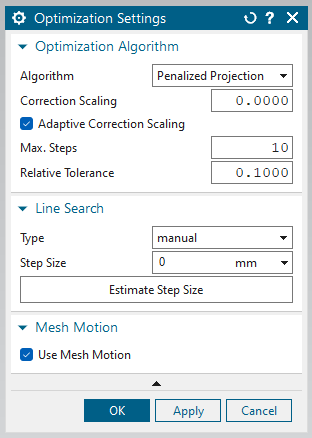 Optimization Settings
Optimization Algorithm
Algorithm Penalized Projection
Correction Scaling 0.0000
Adaptive Correction Scaling
Max. Steps 10
Relative Tolerance 0.1000
Line Search
Type manual
Step Size 0 mm
Estimate Step Size
Mesh Motion
Use Mesh Motion
OK Apply Cancel